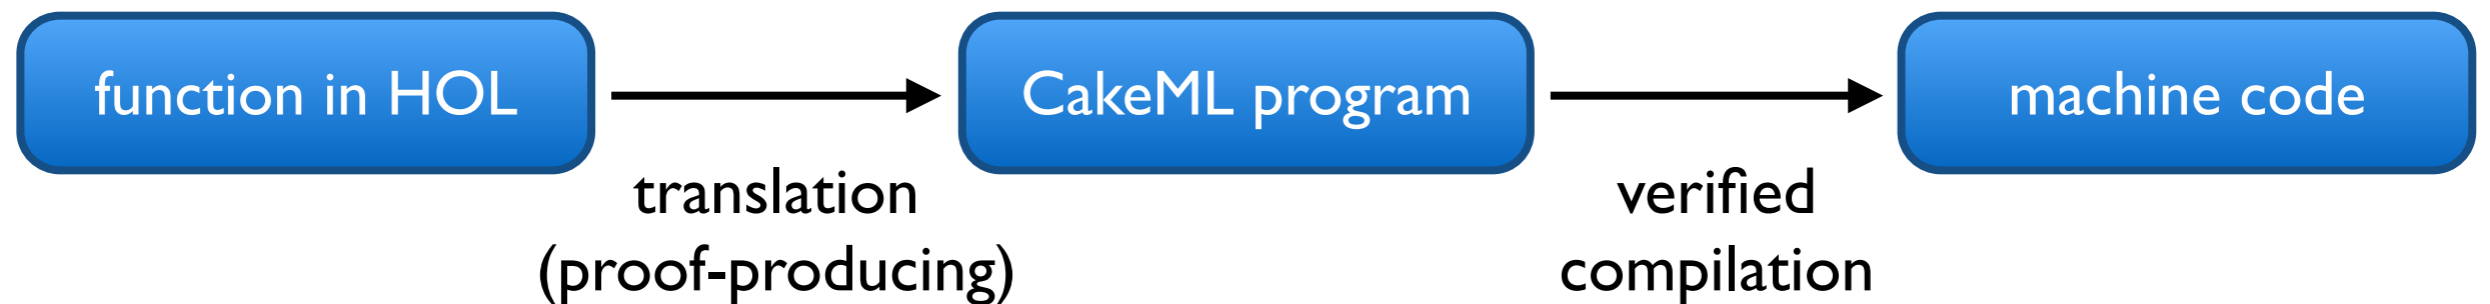 function in HOL
CakeML program
machine code
translation
(proof-producing)
verified
compilation